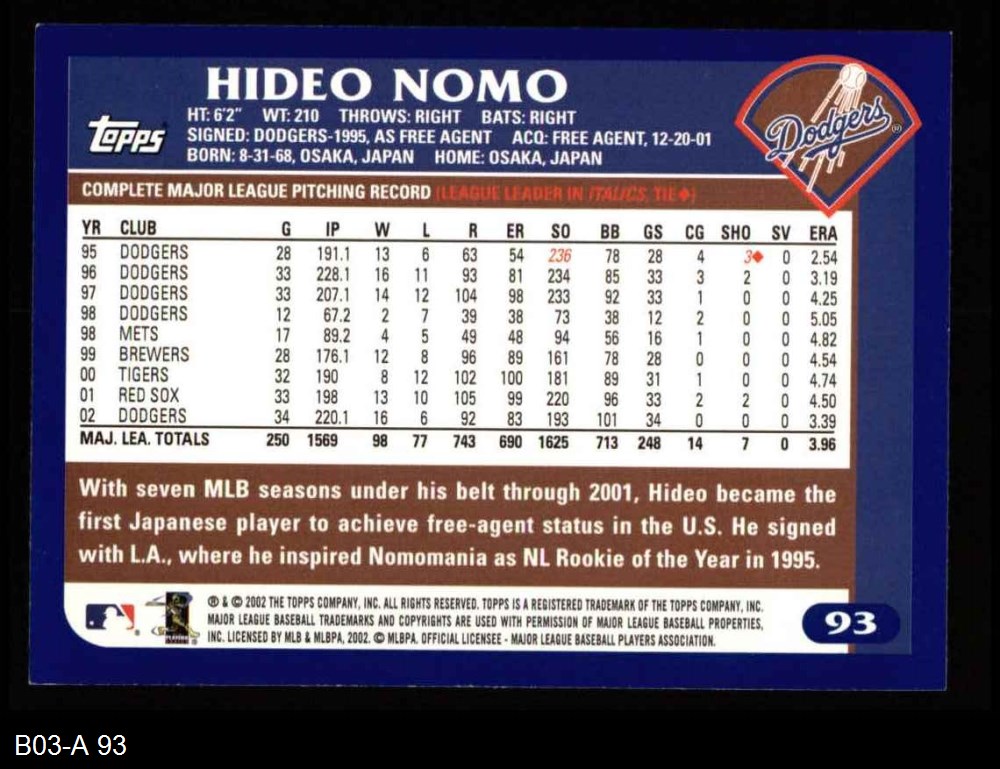 HIDEO NOMO
HT: 6'2" WT: 210 THROWS: RIGHT BATS: RIGHT
SIGNED: DODGERS-1995, AS FREE AGENT ACQ: FREE AGENT, 12-20-01
BORN: 8-31-68, OSAKA, JAPAN HOME: OSAKA, JAPAN
TOPPS
Dodgers®
COMPLETE MAJOR LEAGUE PITCHING RECORD (LEAGUE LEADER IN ITALICS, TIE◆)
YR CLUB G IP W L R ER SO BB GS CG SHO SV ERA
95 DODGERS 28 191.1 13 6 63 54 236 78 28 4 3◆ 0 2.54
96 DODGERS 33 228.1 16 11 93 81 234 85 33 3 2 0 3.19
97 DODGERS 33 207.1 14 12 104 98 233 92 33 1 0 0 4.25
98 DODGERS 12 67.2 2 7 39 38 73 38 12 2 0 0 5.05
98 METS 17 89.2 4 5 49 48 94 56 16 1 0 0 4.82
99 BREWERS 28 176.1 12 8 96 89 161 78 28 0 0 0 4.54
00 TIGERS 32 190 8 12 102 100 181 89 31 1 0 0 4.74
01 RED SOX 33 198 13 10 105 99 220 96 33 2 2 0 4.50
02 DODGERS 34 220.1 16 6 92 83 193 101 34 0 0 0 3.39
MAJ. LEA. TOTALS 250 1569 98 77 743 690 1625 713 248 14 7 0 3.96
With seven MLB seasons under his belt through 2001, Hideo became the
first Japanese player to achieve free-agent status in the U.S. He signed
with L.A., where he inspired Nomomania as NL Rookie of the Year in 1995.
® & © 2002 THE TOPPS COMPANY, INC. ALL RIGHTS RESERVED. TOPPS IS A REGISTERED TRADEMARK OF THE TOPPS COMPANY, INC.
MAJOR LEAGUE BASEBALL TRADEMARKS AND COPYRIGHTS ARE USED WITH PERMISSION OF MAJOR LEAGUE BASEBALL PROPERTIES,
INC. LICENSED BY MLB & MLBPA, 2002. © MLBPA. OFFICIAL LICENSEE - MAJOR LEAGUE BASEBALL PLAYERS ASSOCIATION.
93
B03-A 93